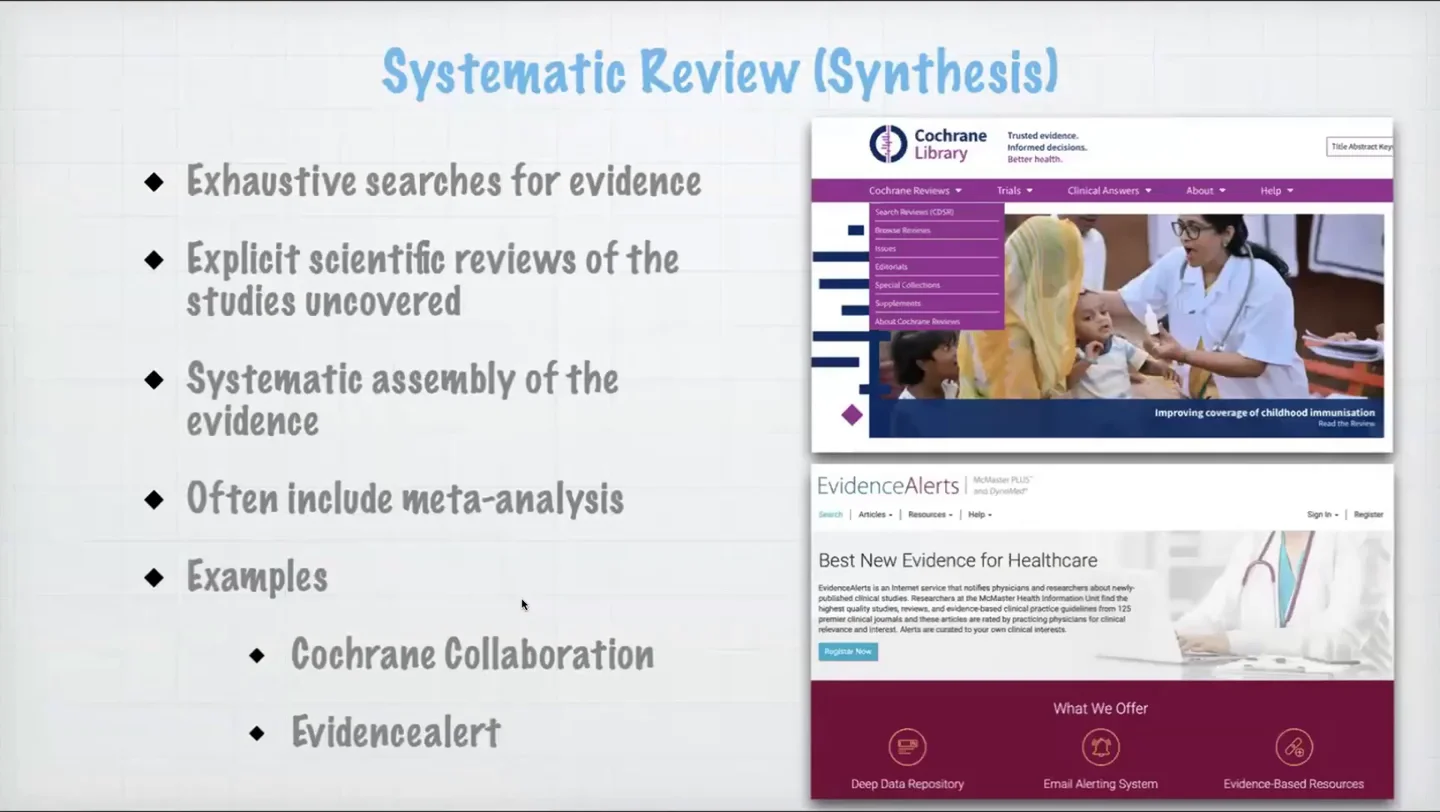 Systematic Review (Synthesis)
Exhaustive searches for evidence
Explicit scientific reviews of the
studies uncovered
Systematic assembly of the
evidence
Often include meta-analysis
Examples
Cochrane Collaboration
Evidencealert
Cochrane
Library
Trusted evidence.
Informed decisions.
Better health.
Title Abstract Key
Cochrane Reviews Trials Clinical Answers About Help
Search Reviews (CDSR)
Browse Reviews
Issues
Editorials
Special Collections
Supplements
About Cochrane Reviews
Improving coverage of childhood immunisation
Read the Review
EvidenceAlerts
McMaster PLUS™
and DynaMed®
Search | Articles | Resources | Help
Sign In | Register
Best New Evidence for Healthcare
EvidenceAlerts is an Internet service that notifies physicians and researchers about newly-
published clinical studies. Researchers at the McMaster Health Information Unit find the
highest quality studies, reviews, and evidence-based clinical practice guidelines from 125
premier clinical journals and these articles are rated by practicing physicians for clinical
relevance and interest. Alerts are curated to your own clinical interests.
Register Now
What We Offer
Deep Data Repository
Email Alerting System
Evidence-Based Resources